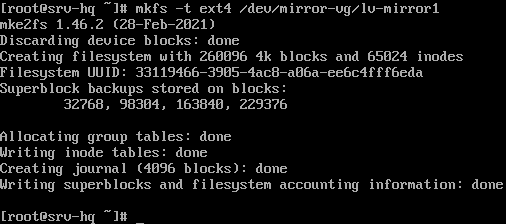 [root@srv-hq ~]# mkfs -t ext4 /dev/mirror-vg/lv-mirror1
mke2fs 1.46.2 (28-Feb-2021)
Discarding device blocks: done
Creating filesystem with 260096 4k blocks and 65024 inodes
Filesystem UUID: 33119466-3905-4ac8-a06a-ee6c4fff6eda
Superblock backups stored on blocks:
        32768, 98304, 163840, 229376

Allocating group tables: done
Writing inode tables: done
Creating journal (4096 blocks): done
Writing superblocks and filesystem accounting information: done

[root@srv-hq ~]# _